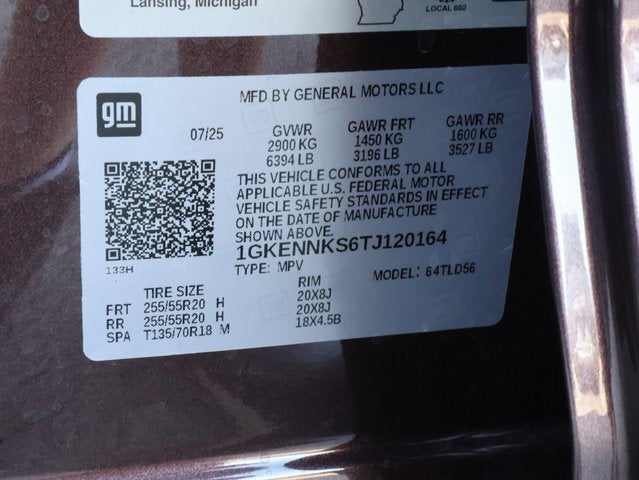 Lansing, Michigan
LOCAL 602
gm
MFD BY GENERAL MOTORS LLC
07/25 GVWR GAWR FRT GAWR RR
2900 KG 1450 KG 1600 KG
6394 LB 3196 LB 3527 LB
THIS VEHICLE CONFORMS TO ALL
APPLICABLE U.S. FEDERAL MOTOR
VEHICLE SAFETY STANDARDS IN EFFECT
ON THE DATE OF MANUFACTURE
SHOWN ABOVE.
1GKENNKS6TJ120164
133H
TYPE: MPV MODEL: 64TLD56
TIRE SIZE RIM
FRT 255/55R20 H 20X8J
RR 255/55R20 H 20X8J
SPA T135/70R18 M 18X4.5B